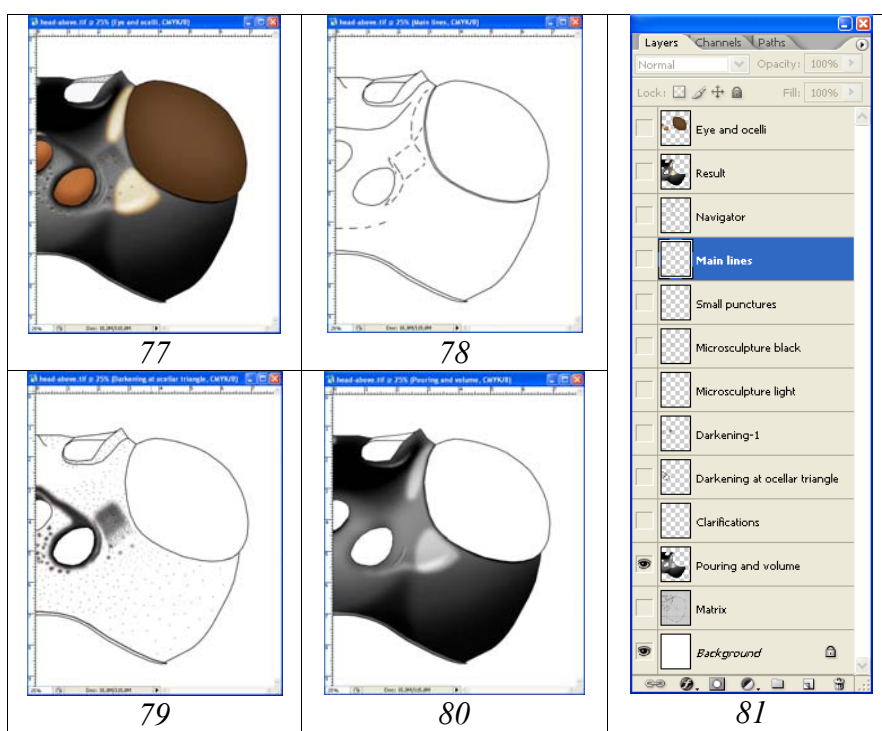 head-above.tif @ 25% (Eye and ocelli, CMYK/8)
77
head-above.tif @ 25% (Main lines, CMYK/8)
78
head-above.tif @ 25% (Darkening at ocellar triangle, CMYK/8)
79
head-above.tif @ 25% (Pouring and volume, CMYK/8)
80
Layers Channels Paths
Normal Opacity: 100%
Lock: Fill: 100%
Eye and ocelli
Result
Navigator
Main lines
Small punctures
Microsculpture black
Microsculpture light
Darkening-1
Darkening at ocellar triangle
Clarifications
Pouring and volume
Matrix
Background
81